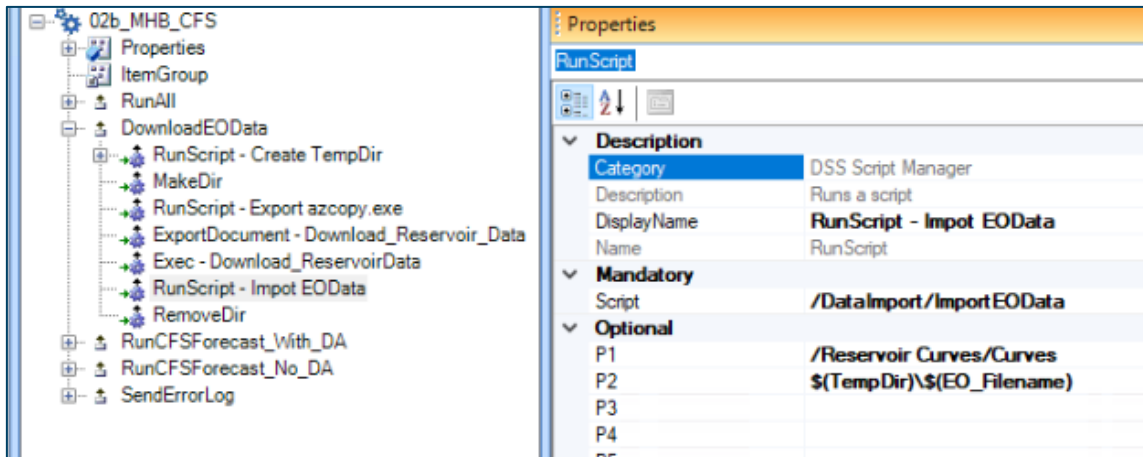 02b_MHB_CFS
Properties
ItemGroup
RunAll
DownloadEOData
RunScript - Create TempDir
MakeDir
RunScript - Export azcopy.exe
ExportDocument - Download_Reservoir_Data
Exec - Download_ReservoirData
RunScript - Impot EOData
RemoveDir
RunCFSForecast_With_DA
RunCFSForecast_No_DA
SendErrorLog
Properties
RunScript
Description
Category DSS Script Manager
Description Runs a script
DisplayName RunScript - Impot EOData
Name RunScript
Mandatory
Script /DataImport/ImportEOData
Optional
P1 /Reservoir Curves/Curves
P2 $(TempDir)\$(EO_Filename)
P3
P4